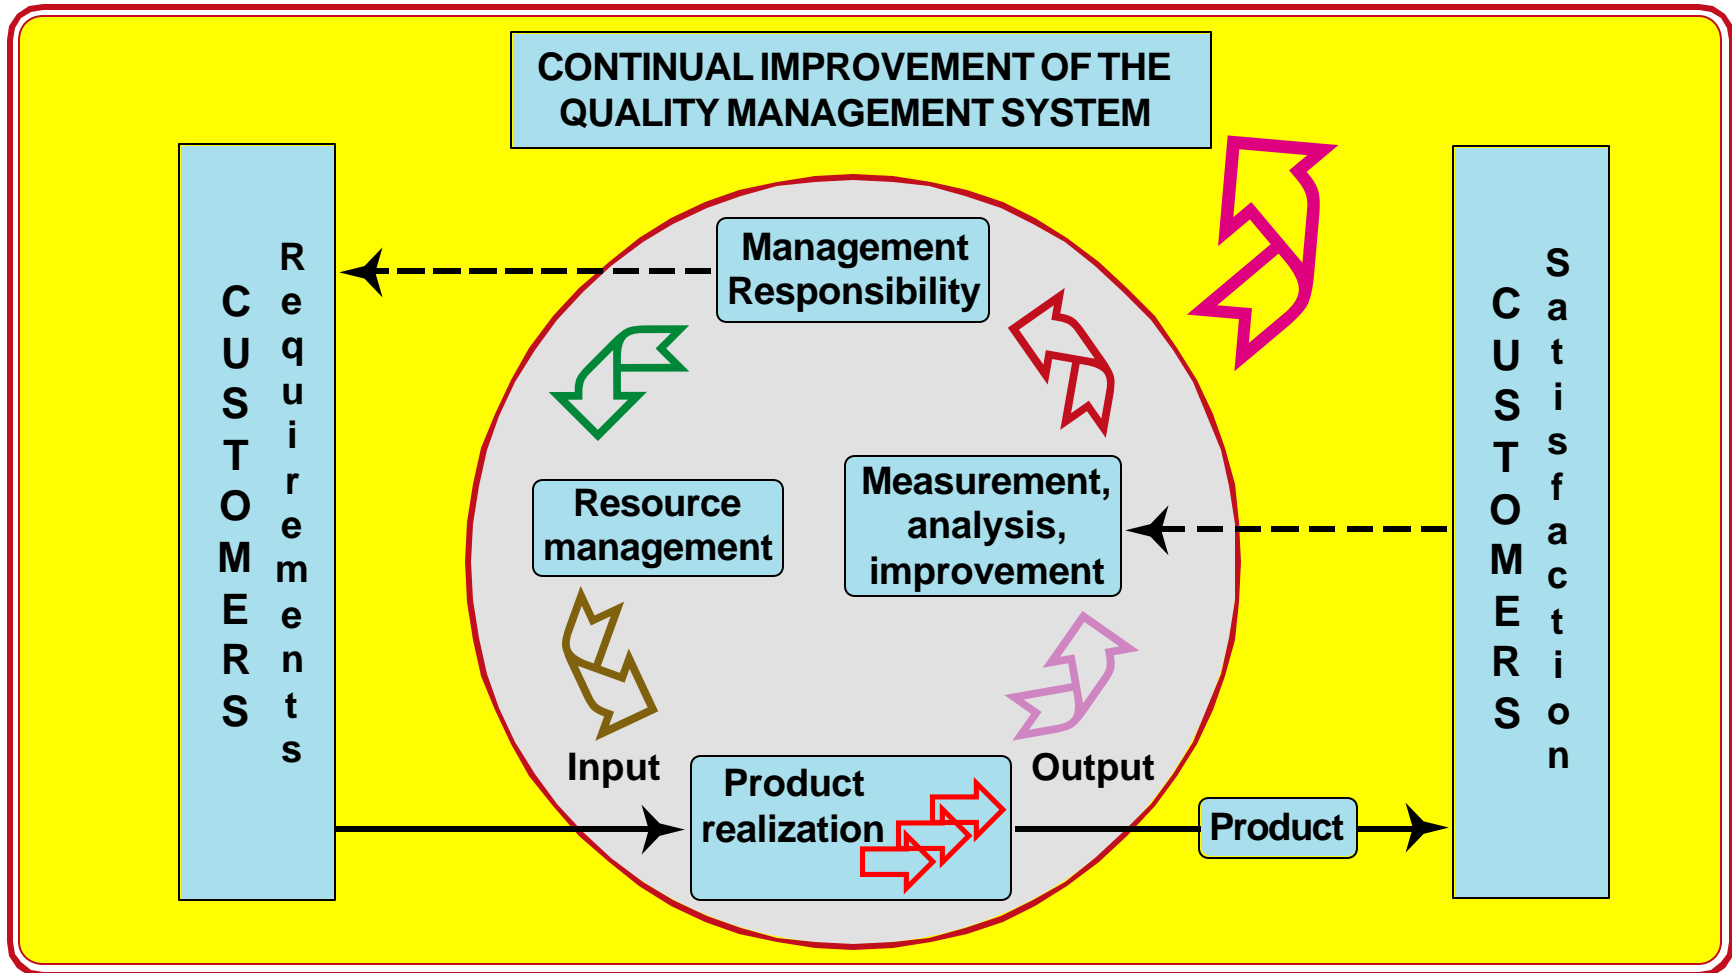 CONTINUAL IMPROVEMENT OF THE
QUALITY MANAGEMENT SYSTEM
CUSTOMERS
Requirements
Management
Responsibility
Resource
management
Measurement,
analysis,
improvement
Input
Product
realization
Output
Product
CUSTOMERS
Satisfaction